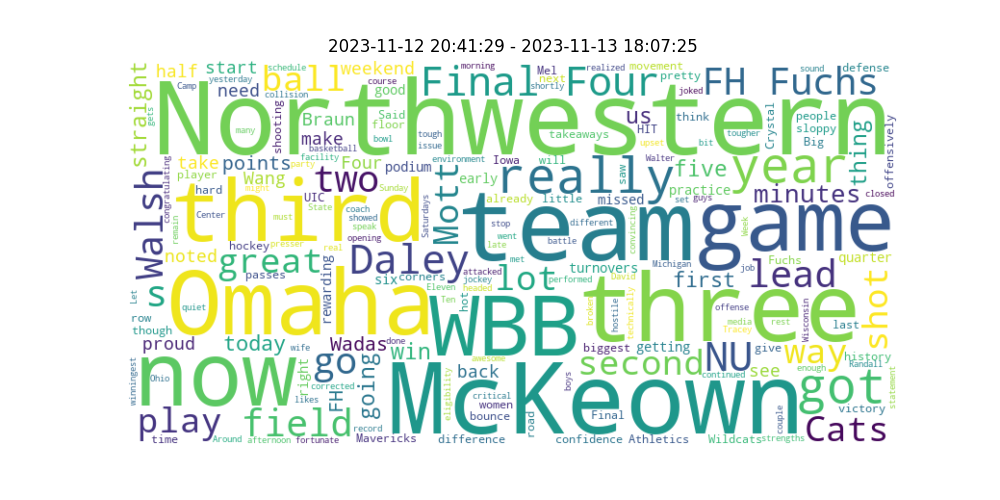 2023-11-12 20:41:29 - 2023-11-13 18:07:25
Northwestern
McKeown
team
game
three
third
Omaha
now
WBB
Final
Four
FH
Fuchs
year
really
ball
weekend
half
start
need
straight
good
Braun
Said
floor
make
points
Wang
Four
two
podium
take
player
hard
UIC
Walsh
noted
great
Daley
Mott
lot
s
six
corners
rewarding
passes
hockey
turnovers
first
lead
minutes
five
practice
missed
us
HIT
think
takeaways
next
Mel
morning
shortly
realized
movement
pretty
joked
sound
defense
people
sloppy
Big
Crystal
thing
offensively
tougher
bit
tough
issue
bowl
basketball
shooting
course
schedule
yesterday
Camp
collision
many
gets
facility
party
environment
Iowa
will
saw
early
already
little
upset
Walter
set
guys
closed
congratulating
might
Sunday
State
coach
showed
speak
Saturdays
stop
went
late
battle
different
convincing
Week
remain
Center
must
presser
real
opening
met
Michigan
job
quarter
Fuchs
attacked
jockey
performed
Eleven
headed
David
Ten
hot
broken
hostile
technically
offense
media
Tracey
rest
Wisconsin
last
shot
Let
row
though
quiet
proud
today
Wadas
win
done
biggest
getting
second
NU
give
see
way
history
Randall
enough
got
statement
winningest
Ohio
wife
right
corrected
likes
go
going
FH
back
awesome
continued
eligibility
critical
women
bounce
boys
play
field
record
victory
couple
time
Around
afternoon
fortunate
Mavericks
difference
road
Final
confidence
Athletics
Wildcats
strengths
Cats